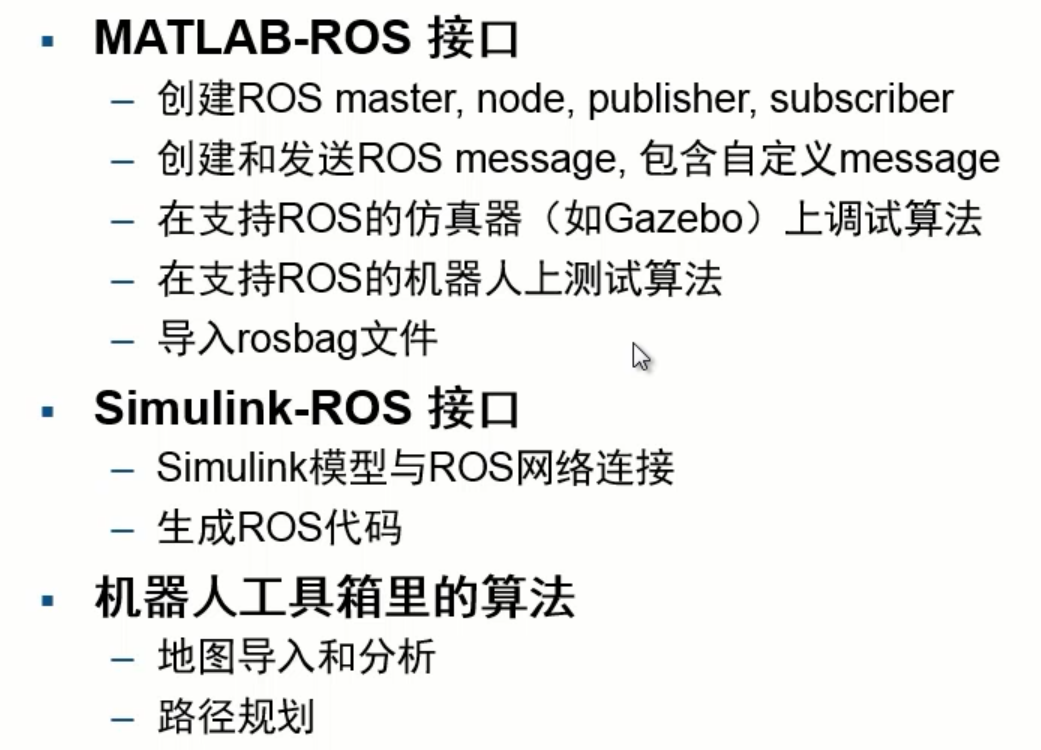 ▪ MATLAB-ROS 接口
– 创建ROS master, node, publisher, subscriber
– 创建和发送ROS message, 包含自定义message
– 在支持ROS的仿真器（如Gazebo）上调试算法
– 在支持ROS的机器人上测试算法
– 导入rosbag文件
▪ Simulink-ROS 接口
– Simulink模型与ROS网络连接
– 生成ROS代码
▪ 机器人工具箱里的算法
– 地图导入和分析
– 路径规划